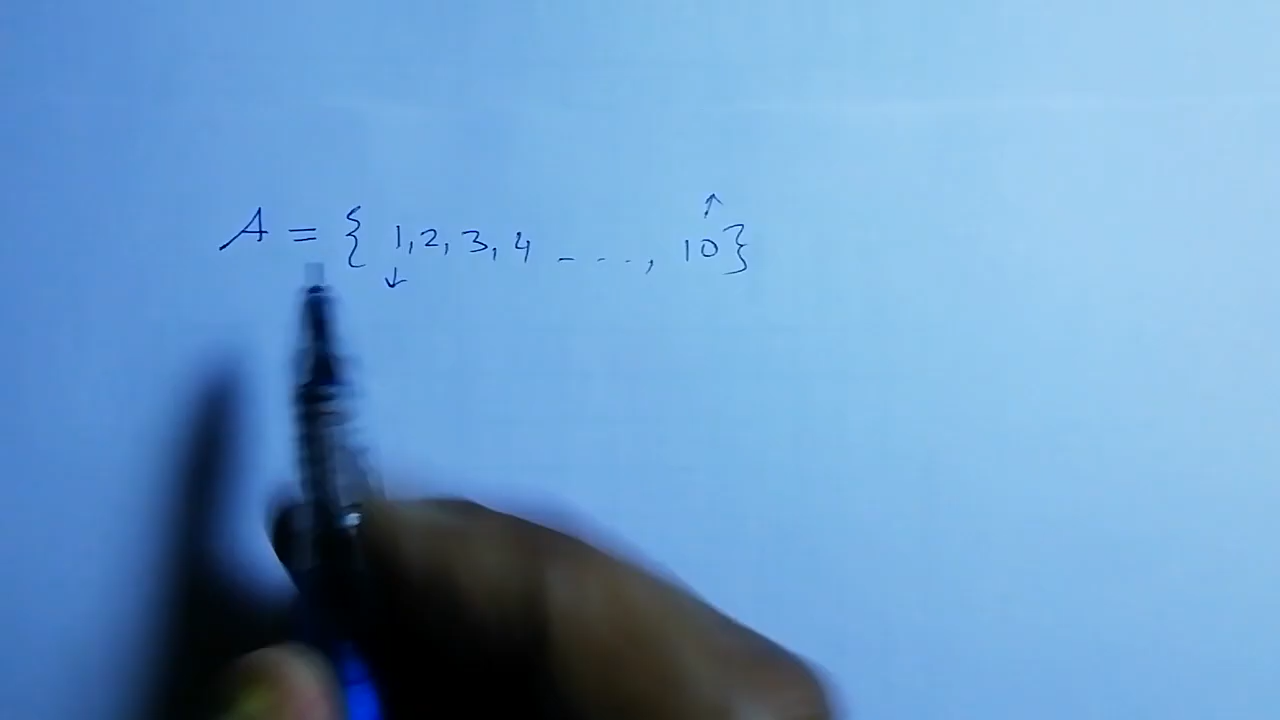 A = { 1, 2, 3, 4 - - - . . , 10 }